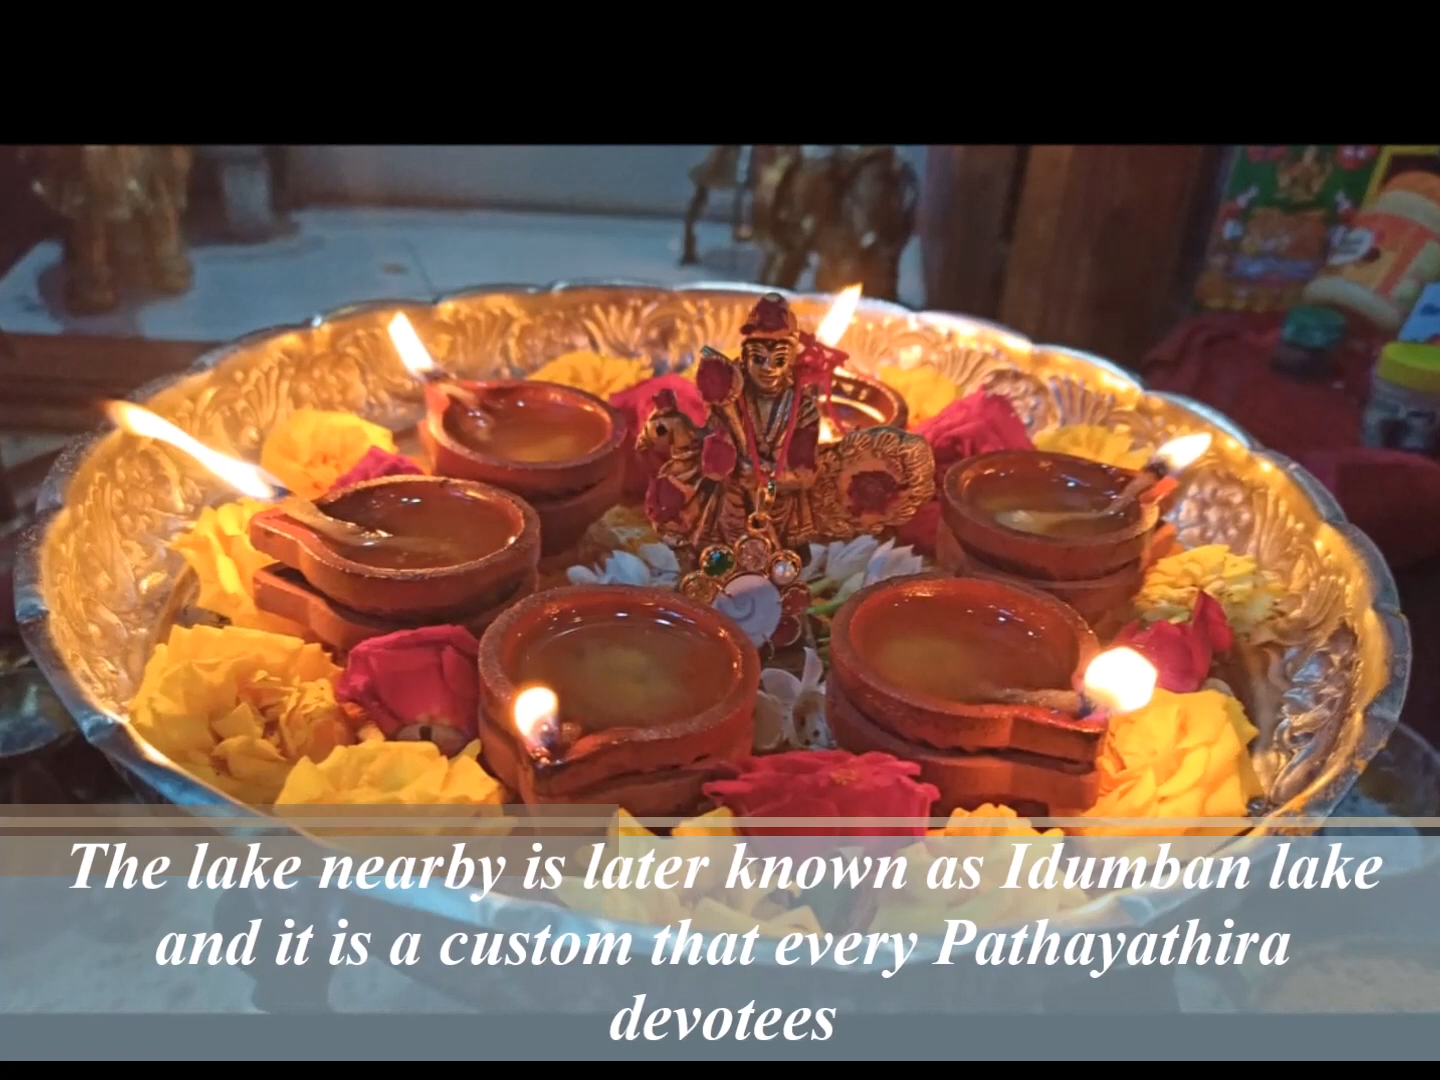 The lake nearby is later known as Idumban lake
and it is a custom that every Pathayathira
devotees